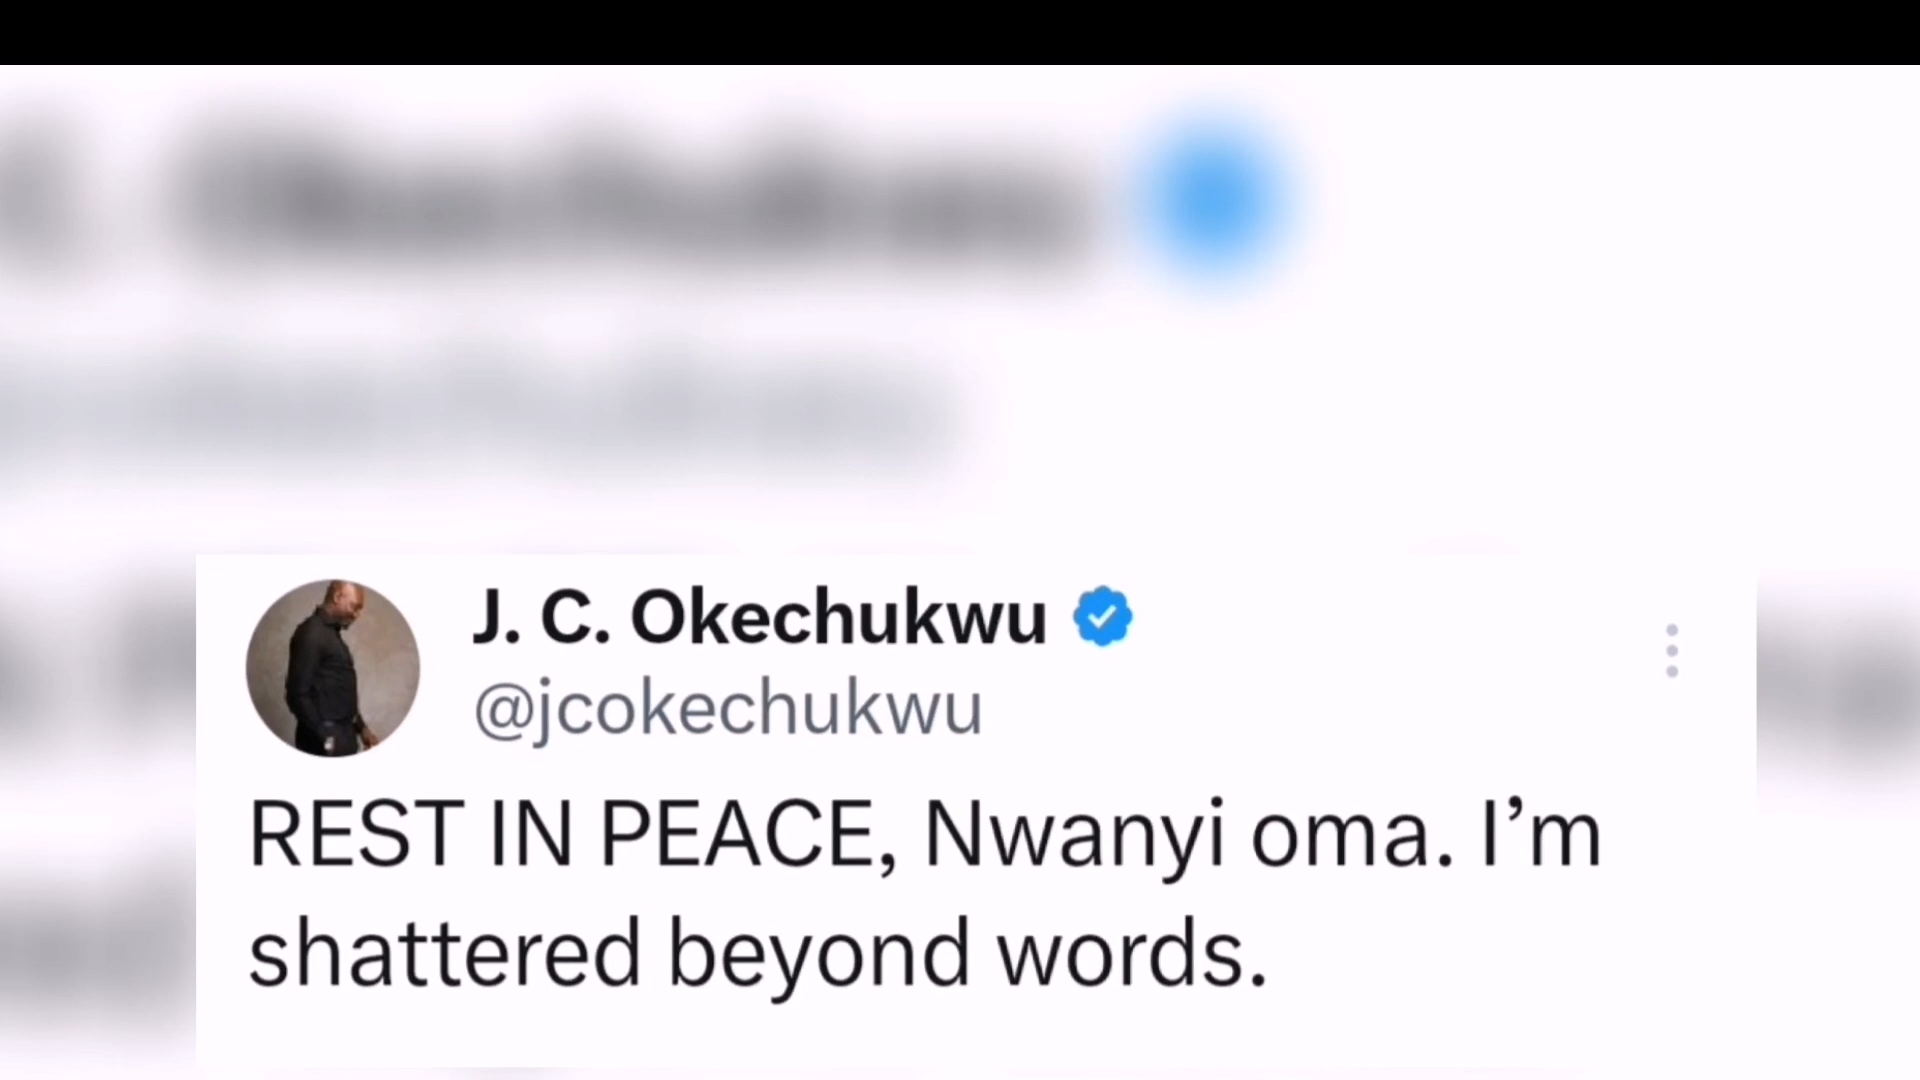 J. C. Okechukwu
@jcokechukwu
REST IN PEACE, Nwanyi oma. I’m
shattered beyond words.